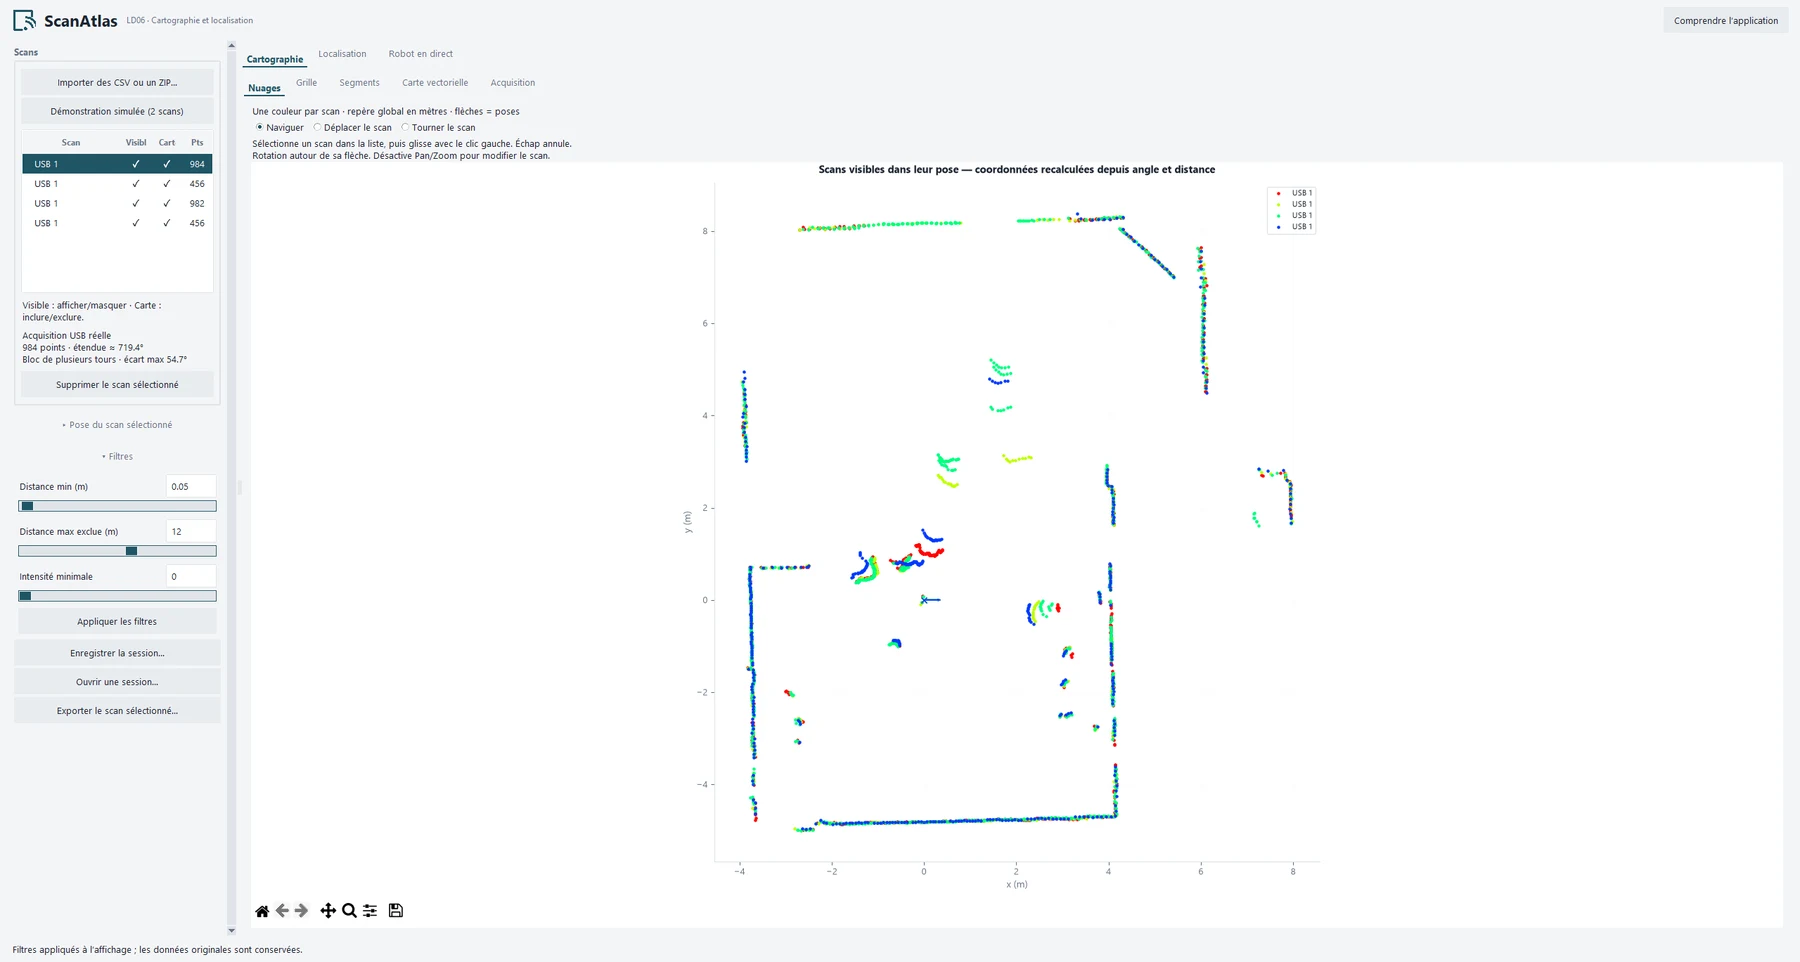 ScanAtlas
LD06 · Cartographie et localisation
Comprendre l'application
Scans
Importer des CSV ou un ZIP...
Démonstration simulée (2 scans)
Scan Visibl Cart Pts
USB 1 ✓ ✓ 984
USB 1 ✓ ✓ 456
USB 1 ✓ ✓ 982
USB 1 ✓ ✓ 456
Visible : afficher/masquer · Carte :
inclure/exclure.
Acquisition USB réelle
984 points · étendue ≈ 719.4°
Bloc de plusieurs tours · écart max 54.7°
Supprimer le scan sélectionné
Pose du scan sélectionné
Filtres
Distance min (m) 0.05
Distance max exclue (m) 12
Intensité minimale 0
Appliquer les filtres
Enregistrer la session...
Ouvrir une session...
Exporter le scan sélectionné...
Cartographie Localisation Robot en direct
Nuages Grille Segments Carte vectorielle Acquisition
Une couleur par scan · repère global en mètres · flèches = poses
Naviguer Déplacer le scan Tourner le scan
Sélectionne un scan dans la liste, puis glisse avec le clic gauche. Échap annule.
Rotation autour de sa flèche. Désactive Pan/Zoom pour modifier le scan.
Scans visibles dans leur pose — coordonnées recalculées depuis angle et distance
USB 1
USB 1
USB 1
USB 1
8
6
4
2
0
−2
−4
y (m)
−4 −2 0 2 4 6 8
x (m)
Filtres appliqués à l'affichage ; les données originales sont conservées.